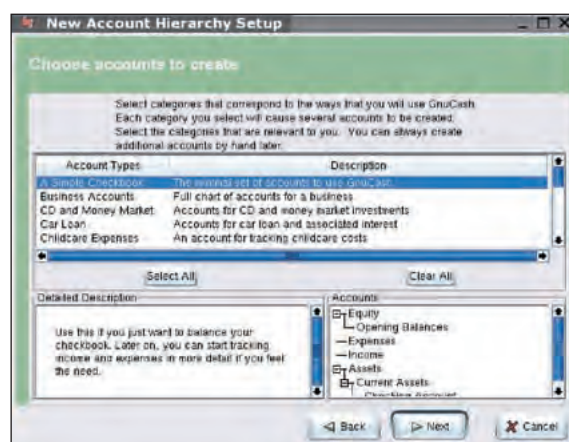 New Account Hierarchy Setup
Choose accounts to create
Select categories that correspond to the ways that you will use GnuCash.
Each category you select will cause several accounts to be created.
Select the categories that are relevant to you. You can always create
additional accounts by hand later.
Account Types Description
A Simple Checkbook The minimal set of accounts to use GnuCash
Business Accounts Full chart of accounts for a business
CD and Money Market Accounts for CD and money market investments
Car Loan Accounts for car loan and associated interest
Childcare Expenses An account for tracking childcare costs
Select All Clear All
Detailed Description
Use this if you just want to balance your
checkbook. Later on, you can start tracking
income and expenses in more detail if you feel
the need.
Accounts
Equity
Opening Balances
Expenses
Income
Assets
Current Assets
Account
Back Next Cancel